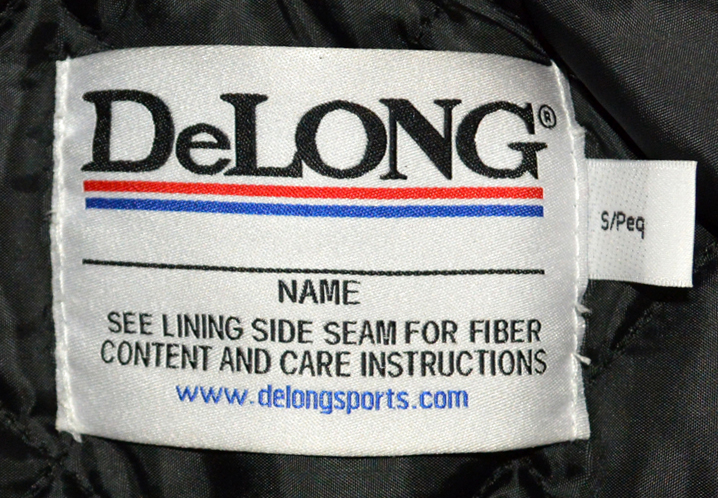 DeLONG®
S/Peq
NAME
SEE LINING SIDE SEAM FOR FIBER
CONTENT AND CARE INSTRUCTIONS
www.delongsports.com